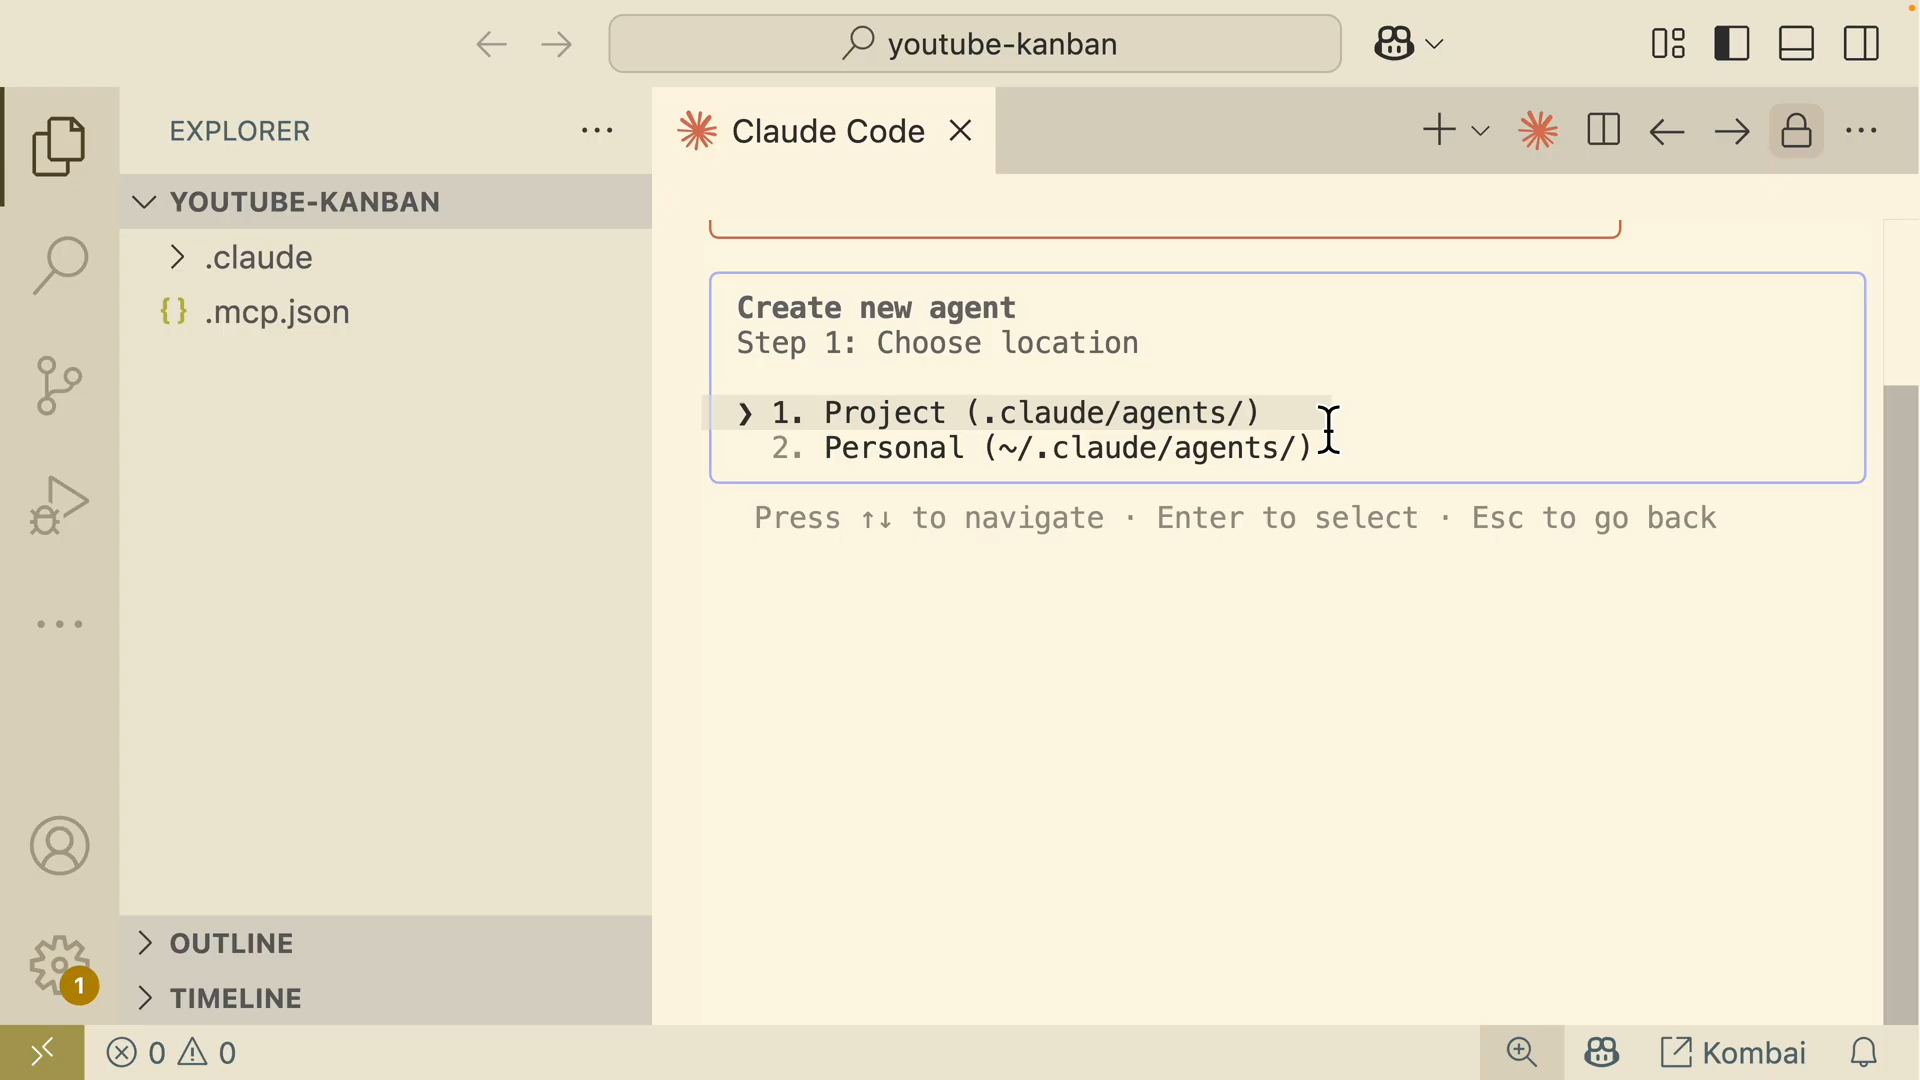 youtube-kanban
EXPLORER
Claude Code
YOUTUBE-KANBAN
.claude
{} .mcp.json
Create new agent
Step 1: Choose location
❯ 1. Project (.claude/agents/)
2. Personal (~/.claude/agents/)
Press ↑↓ to navigate · Enter to select · Esc to go back
OUTLINE
1
TIMELINE
0 0
Kombai